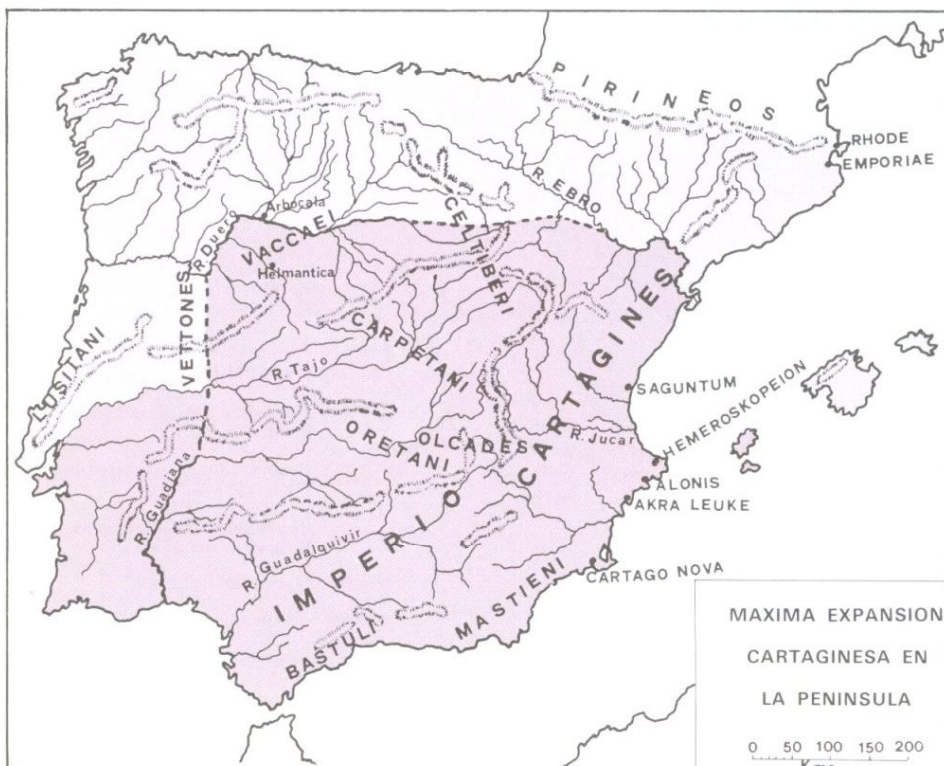 PIRINEOS
RHODE
EMPORIAE
R. EBRO
CELTIBERI
Arbocala
R. Duero
VACCAEI
Helmantica
VETTONES
LUSITANI
CARPETANI
R. Tajo
IMPERIO CARTAGINES
SAGUNTUM
HEMEROSKOPEION
ORETANI
OLCADES
R. Jucar
ALONIS
AKRA LEUKE
R. Guadiana
R. Guadalquivir
CARTAGO NOVA
MASTIENI
BASTULI
MAXIMA EXPANSION
CARTAGINESA EN
LA PENINSULA
0 50 100 150 200